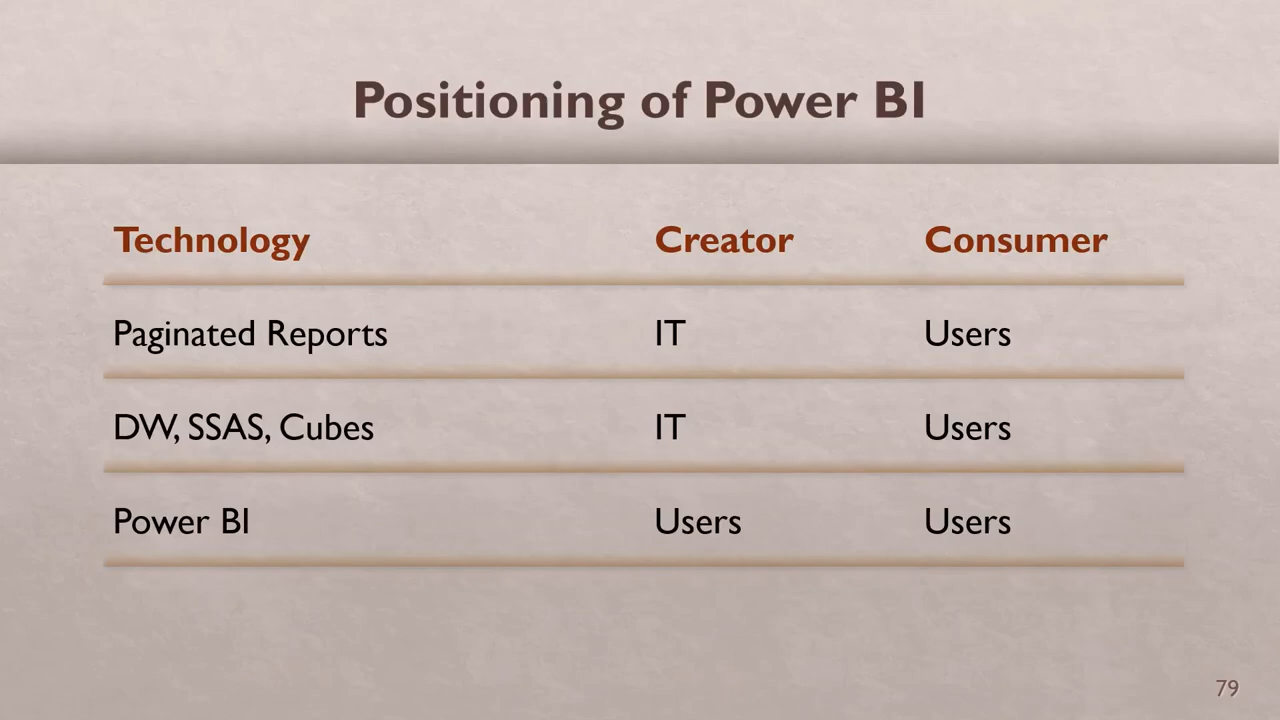 Positioning of Power BI
Technology Creator Consumer
Paginated Reports IT Users
DW, SSAS, Cubes IT Users
Power BI Users Users
79